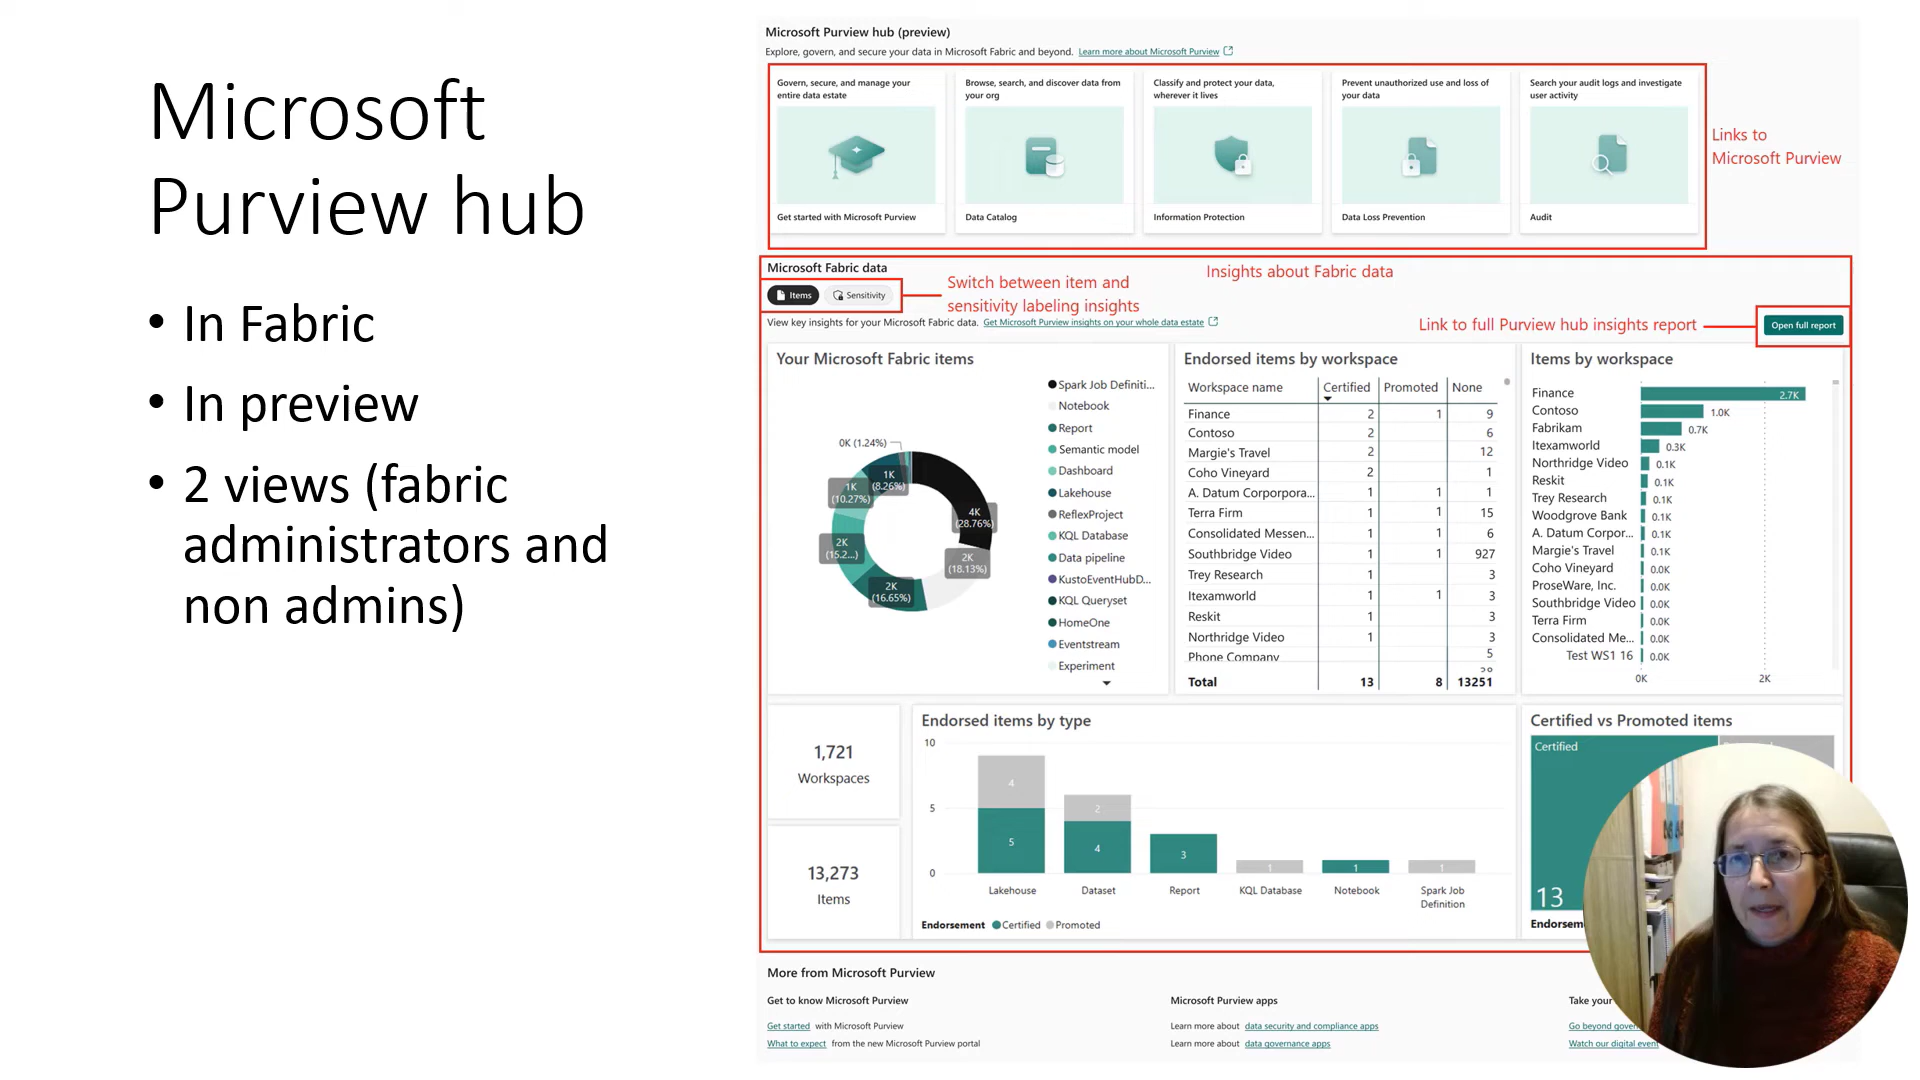 Microsoft
Purview hub
• In Fabric
• In preview
• 2 views (fabric
administrators and
non admins)
Microsoft Purview hub (preview)
Explore, govern, and secure your data in Microsoft Fabric and beyond. Learn more about Microsoft Purview
Govern, secure, and manage your
entire data estate
Get started with Microsoft Purview
Browse, search, and discover data from
your org
Data Catalog
Classify and protect your data,
wherever it lives
Information Protection
Prevent unauthorized use and loss of
your data
Data Loss Prevention
Search your audit logs and investigate
user activity
Audit
Links to
Microsoft Purview
Microsoft Fabric data
Insights about Fabric data
Items Sensitivity
Switch between item and
sensitivity labeling insights
View key insights for your Microsoft Fabric data. Get Microsoft Purview insights on your whole data estate
Link to full Purview hub insights report
Open full report
Your Microsoft Fabric items
0K (1.24%)
1K
(8.26%)
1K
(10.27%)
2K
(15.2...)
2K
(16.65%)
2K
(18.13%)
4K
(28.76%)
Spark Job Definiti...
Notebook
Report
Semantic model
Dashboard
Lakehouse
ReflexProject
KQL Database
Data pipeline
KustoEventHubD...
KQL Queryset
HomeOne
Eventstream
Experiment
Endorsed items by workspace
Workspace name Certified Promoted None
Finance 2 1 9
Contoso 2 6
Margie's Travel 2 12
Coho Vineyard 2 1
A. Datum Corporpora... 1 1 1
Terra Firm 1 1 15
Consolidated Messen... 1 1 6
Southbridge Video 1 1 927
Trey Research 1 3
Itexamworld 1 1 3
Reskit 1 3
Northridge Video 1 3
Phone Company 5
Total 13 8 13251
Items by workspace
Finance 2.7K
Contoso 1.0K
Fabrikam 0.7K
Itexamworld 0.3K
Northridge Video 0.1K
Reskit 0.1K
Trey Research 0.1K
Woodgrove Bank 0.1K
A. Datum Corpor... 0.1K
Margie's Travel 0.1K
Coho Vineyard 0.0K
ProseWare, Inc. 0.0K
Southbridge Video 0.0K
Terra Firm 0.0K
Consolidated Me... 0.0K
Test WS1 16 0.0K
0K 2K
1,721
Workspaces
13,273
Items
Endorsed items by type
10
5
0
4
5
2
4
3
1
1
1
Lakehouse
Dataset
Report
KQL Database
Notebook
Spark Job
Definition
Endorsement Certified Promoted
Certified vs Promoted items
Certified
13
More from Microsoft Purview
Get to know Microsoft Purview
Get started with Microsoft Purview
What to expect from the new Microsoft Purview portal
Microsoft Purview apps
Learn more about data security and compliance apps
Learn more about data governance apps
Take your
Go beyond
Watch our digital event